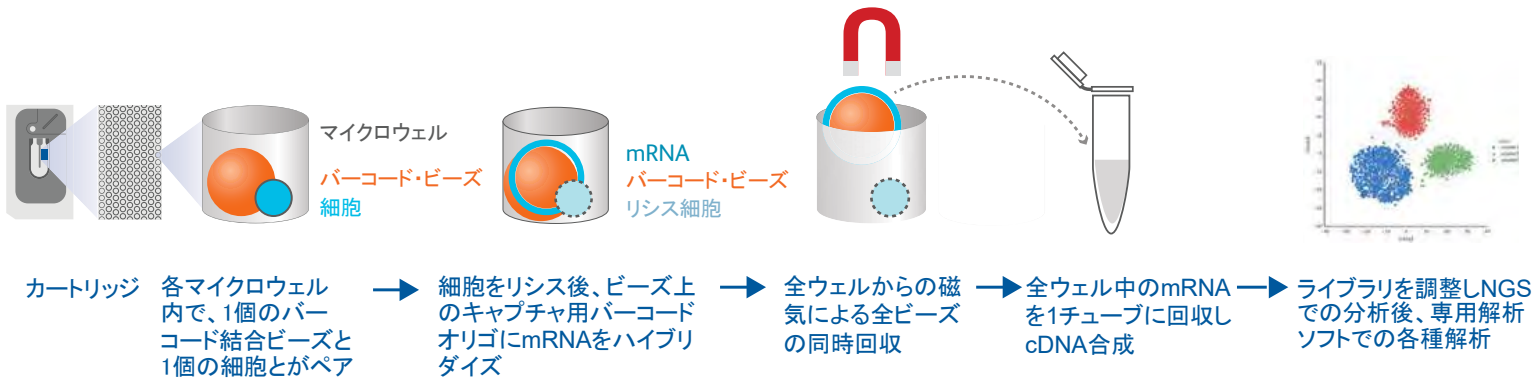 マイクロウェル
バーコード・ビーズ
細胞
mRNA
バーコード・ビーズ
リシス細胞
カートリッジ
各マイクロウェル
内で、1個のバー
コード結合ビーズと
1個の細胞とがペア
細胞をリシス後、ビーズ上
のキャプチャ用バーコード
オリゴにmRNAをハイブリ
ダイズ
全ウェルからの磁
気による全ビーズ
の同時回収
全ウェル中のmRNA
を1チューブに回収し
cDNA合成
ライブラリを調整しNGS
での分析後、専用解析
ソフトでの各種解析